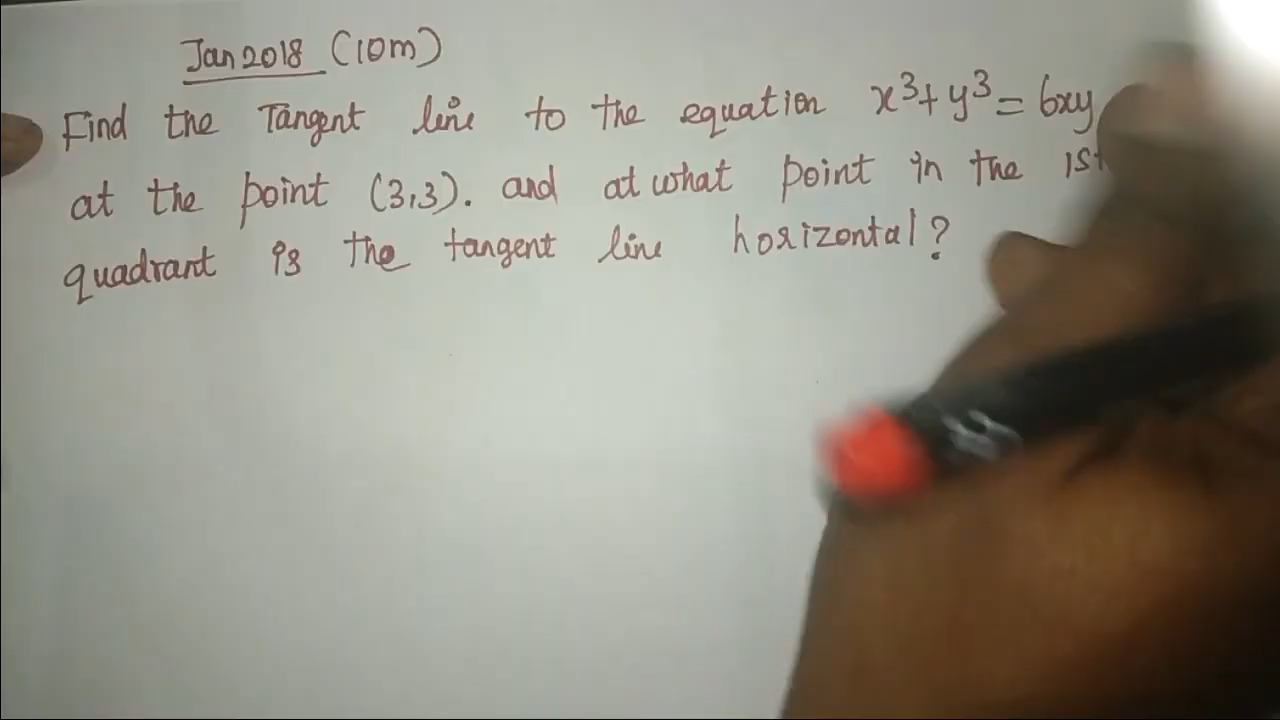 Jan 2018 (10m)
Find the Tangent line to the equation x³+y³=6xy
at the point (3,3). and at what point in the 1st
quadrant is the tangent line horizontal?